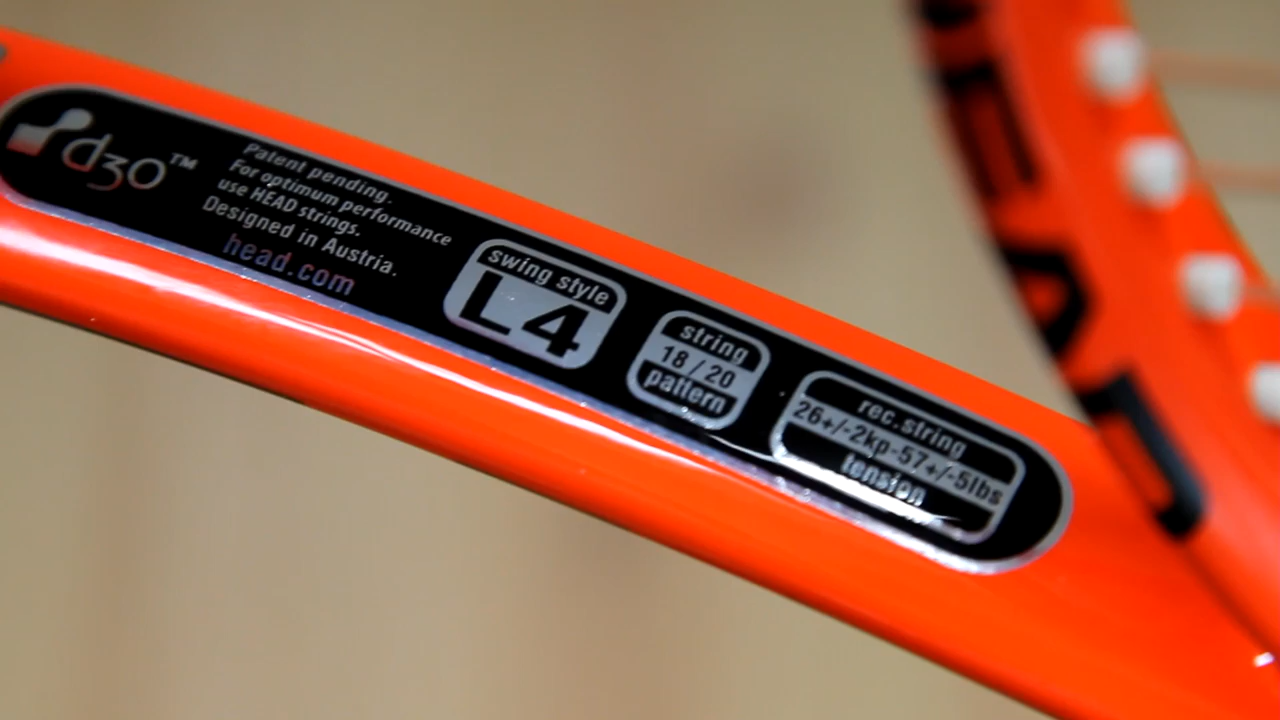 d3o™
Patent pending.
For optimum performance
use HEAD strings.
Designed in Austria.
head.com
swing style
L4
string
18/20
pattern
rec.string
26+/-2kp-57+/-5lbs
tension
HEAD